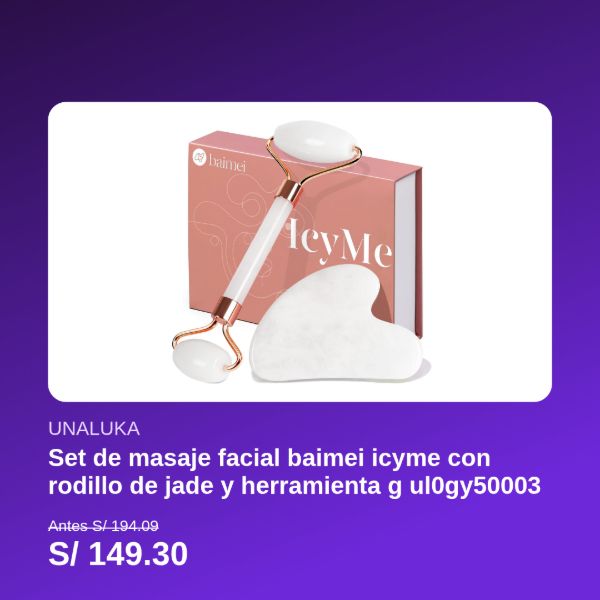 baimei
IcyMe
UNALUKA
Set de masaje facial baimei icyme con
rodillo de jade y herramienta g ul0gy50003
Antes S/ 194.09
S/ 149.30